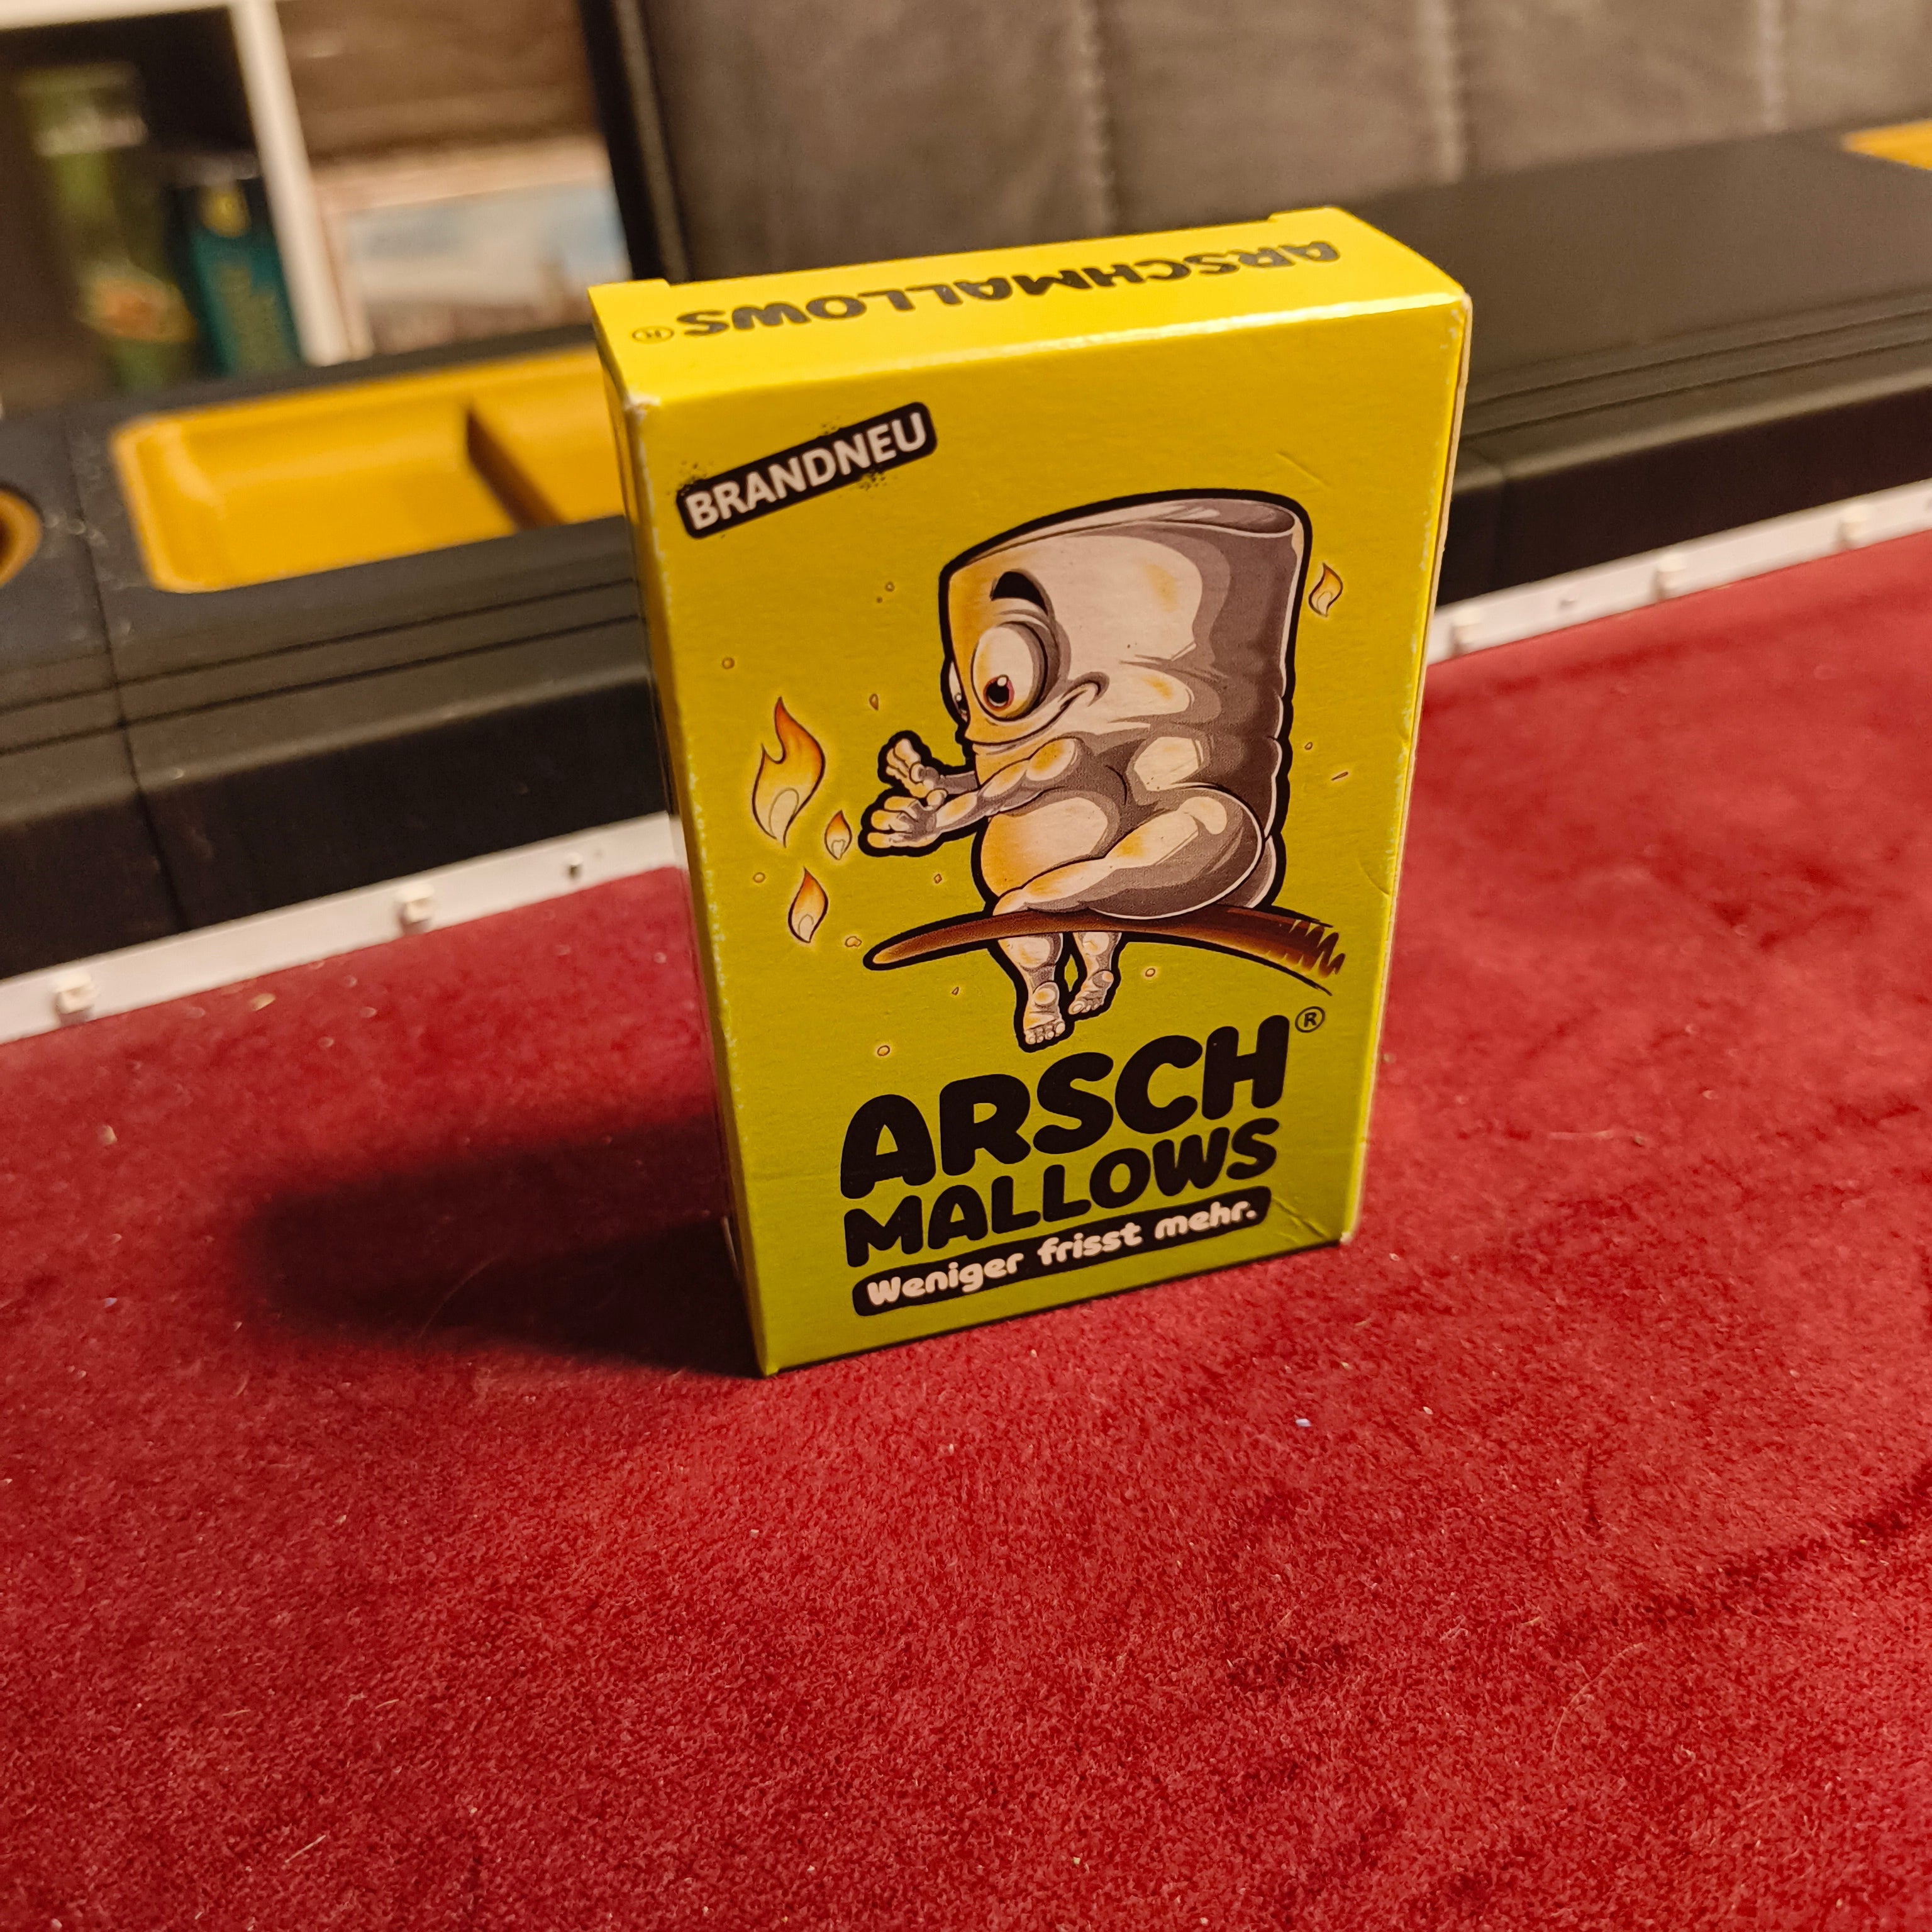 ARSCHMALLOWS®
BRANDNEU
ARSCH®
MALLOWS
Weniger frisst mehr.